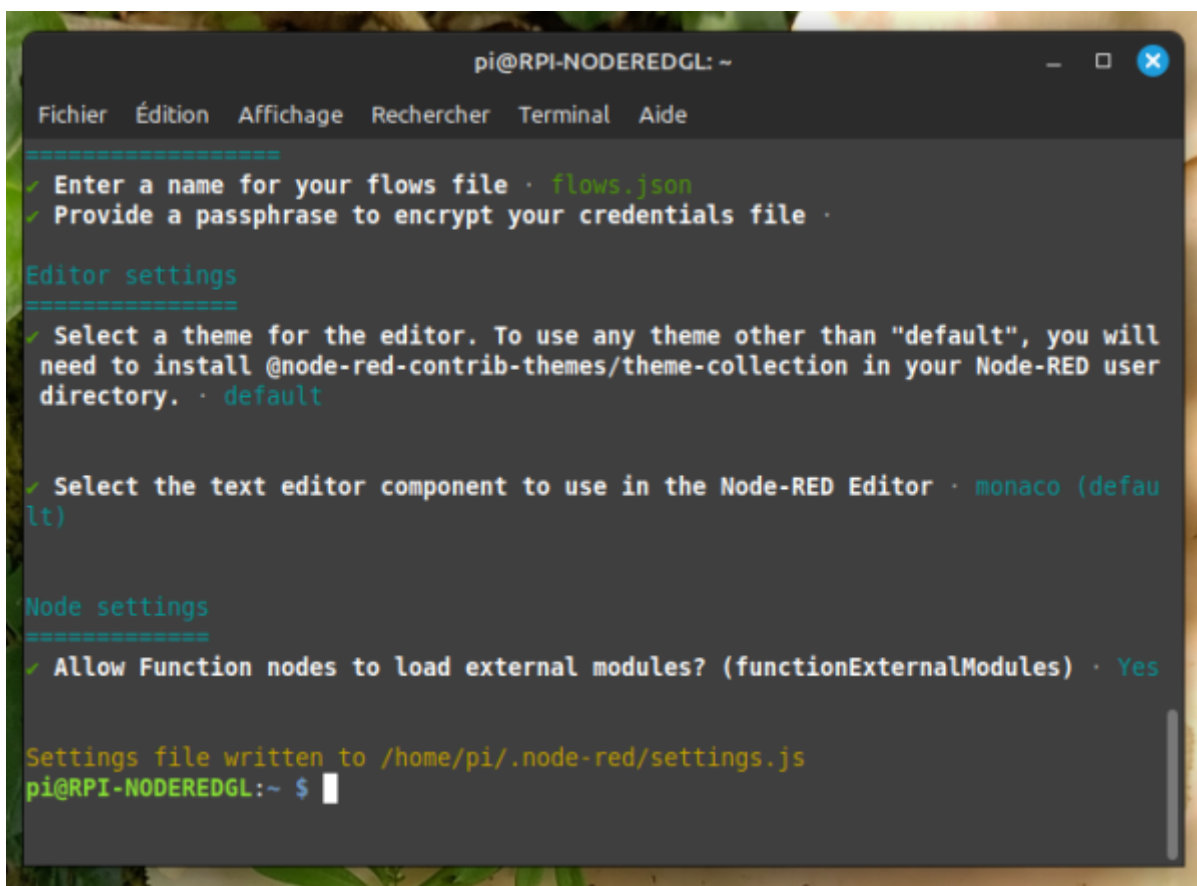 pi@RPI-NODEREDGL: ~
Fichier Édition Affichage Rechercher Terminal Aide
==================
✔ Enter a name for your flows file · flows.json
✔ Provide a passphrase to encrypt your credentials file ·
Editor settings
===============
✔ Select a theme for the editor. To use any theme other than "default", you will
need to install @node-red-contrib-themes/theme-collection in your Node-RED user
directory. · default
✔ Select the text editor component to use in the Node-RED Editor · monaco (defau
lt)
Node settings
=============
✔ Allow Function nodes to load external modules? (functionExternalModules) · Yes
Settings file written to /home/pi/.node-red/settings.js
pi@RPI-NODEREDGL:~ $